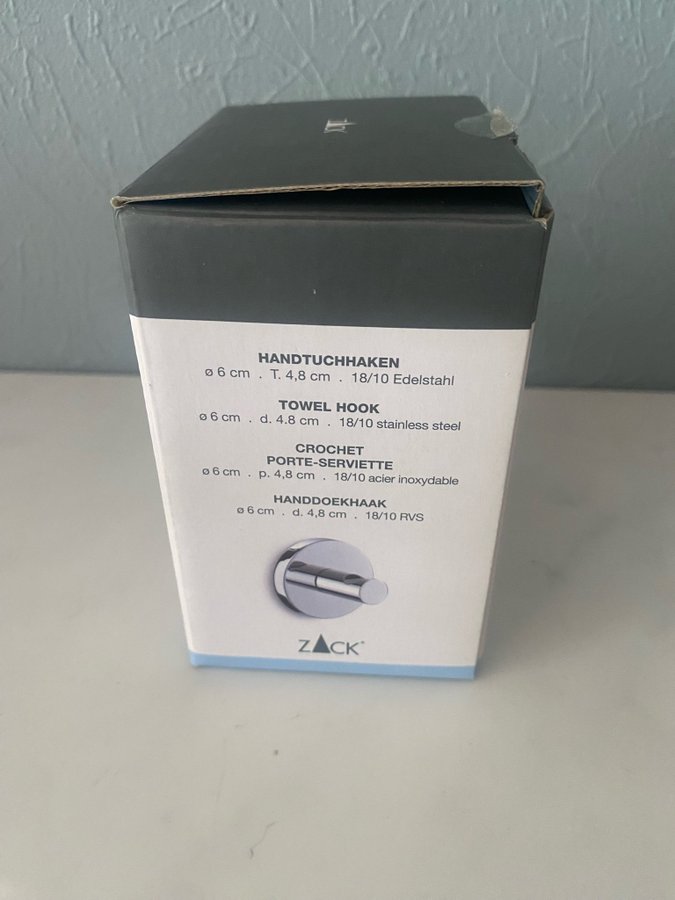 ZACK
HANDTUCHHAKEN
ø 6 cm . T. 4,8 cm . 18/10 Edelstahl
TOWEL HOOK
ø 6 cm . d. 4.8 cm . 18/10 stainless steel
CROCHET
PORTE-SERVIETTE
ø 6 cm . p. 4,8 cm . 18/10 acier inoxydable
HANDDOEKHAAK
ø 6 cm . d. 4,8 cm . 18/10 RVS
ZACK®